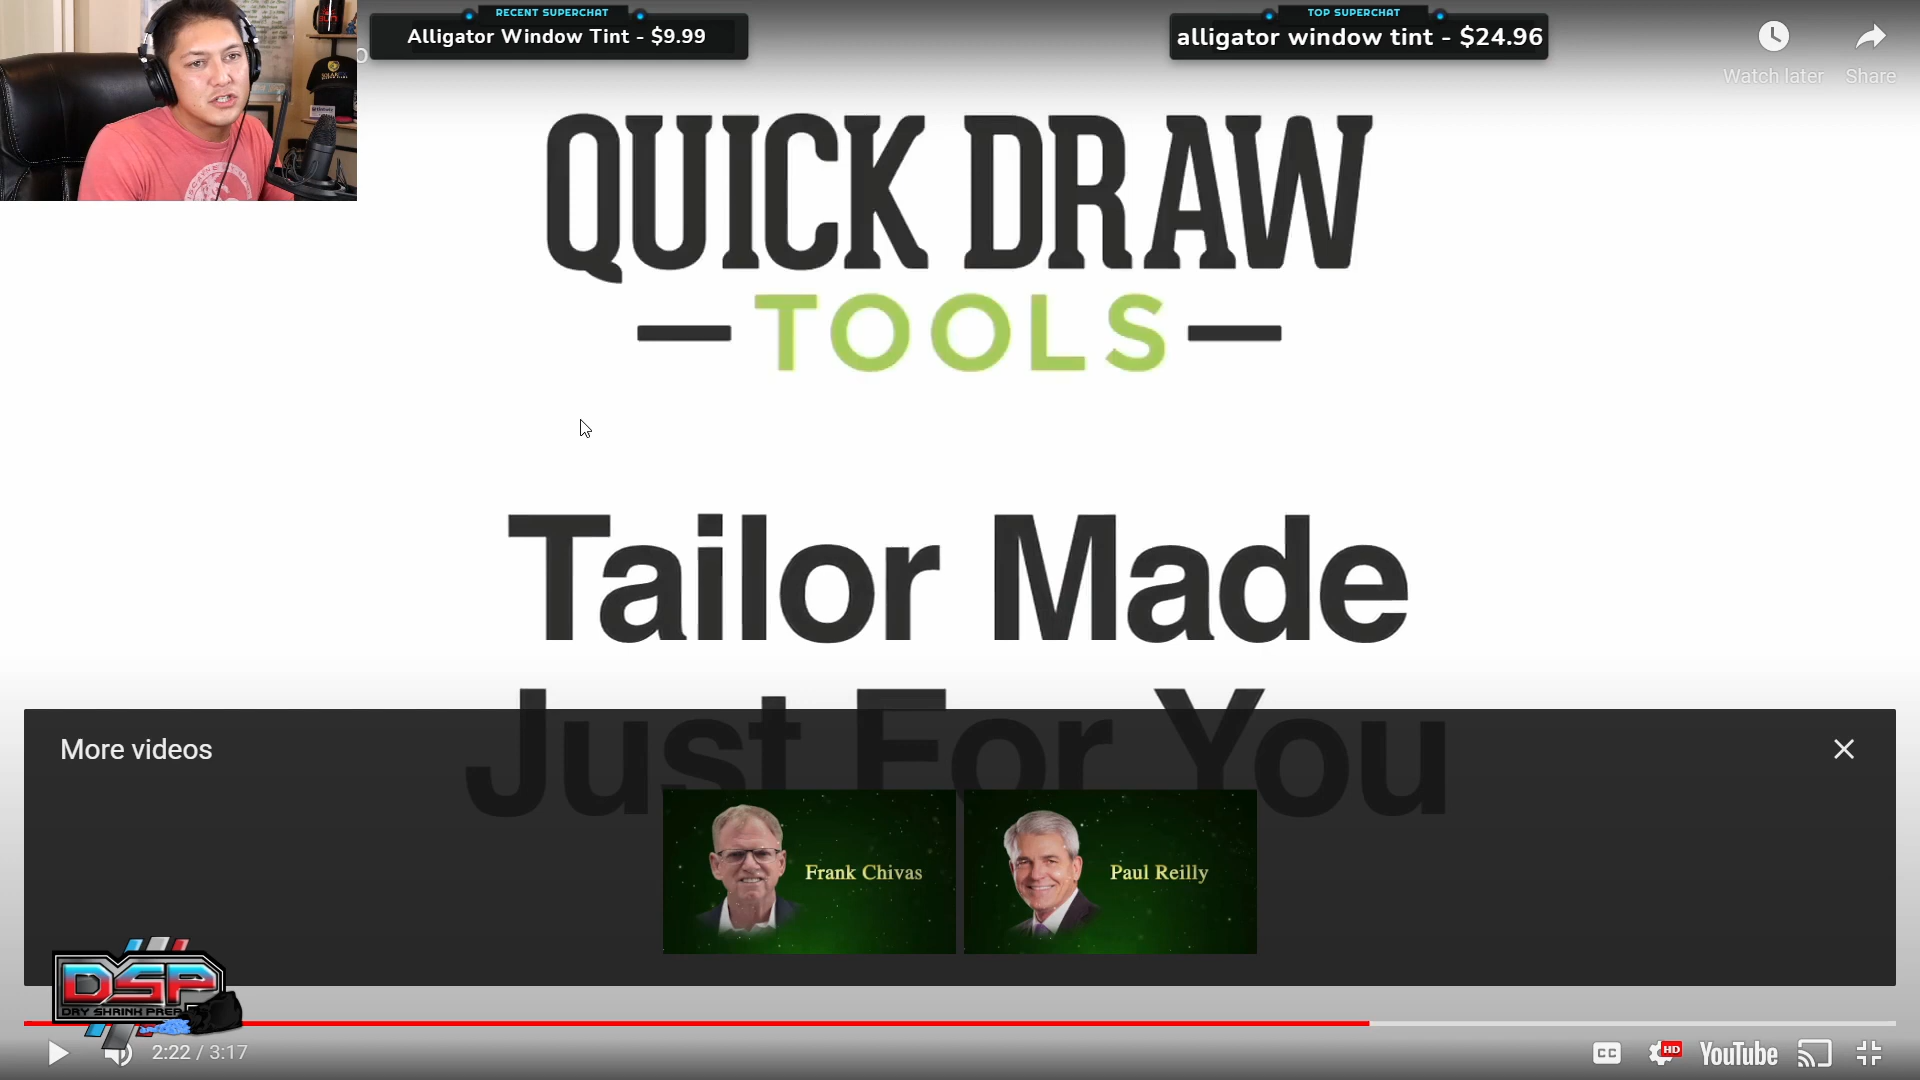 RECENT SUPERCHAT
Alligator Window Tint - $9.99
TOP SUPERCHAT
alligator window tint - $24.96
Watch later
Share
QUICK DRAW
TOOLS
Tailor Made
Just For You
More videos
Frank Chivas
Paul Reilly
DSP
DRY SHRINK PREP
2:22 / 3:17
CC
HD
YouTube